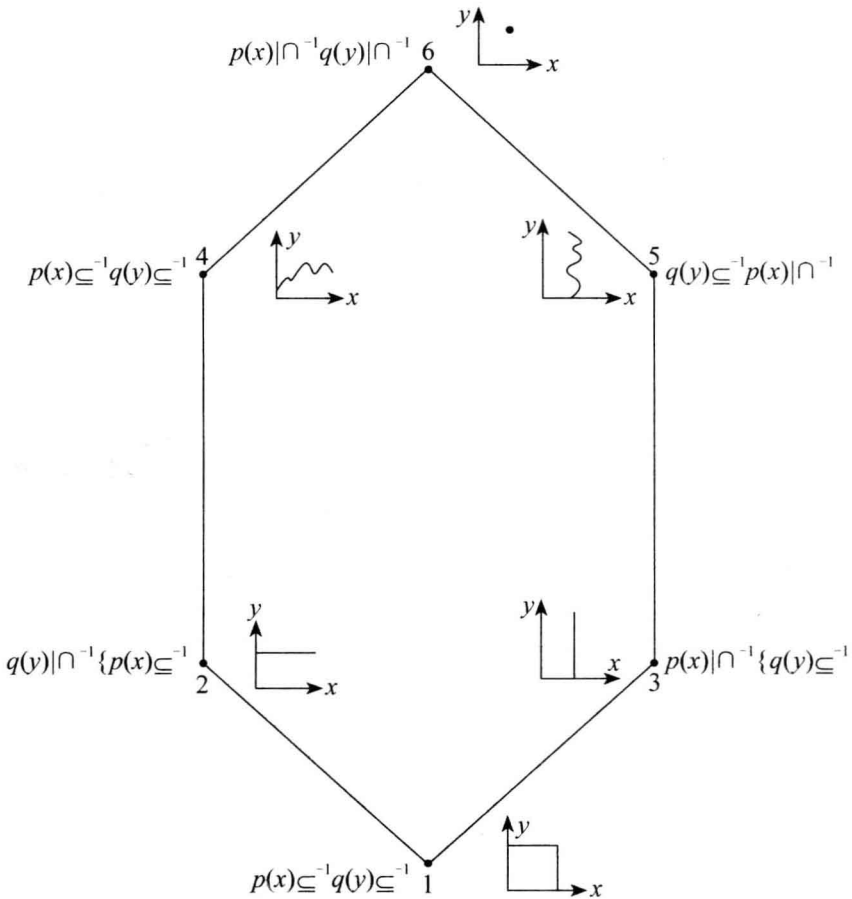 y
p(x)|∩⁻¹q(y)|∩⁻¹ 6
x
4 y
p(x)⊆⁻¹q(y)⊆⁻¹
x
y 5
q(y)⊆⁻¹p(x)|∩⁻¹
x
y
q(y)|∩⁻¹{p(x)⊆⁻¹
2
x
y
x
p(x)|∩⁻¹{q(y)⊆⁻¹
3
y
p(x)⊆⁻¹q(y)⊆⁻¹ 1
x